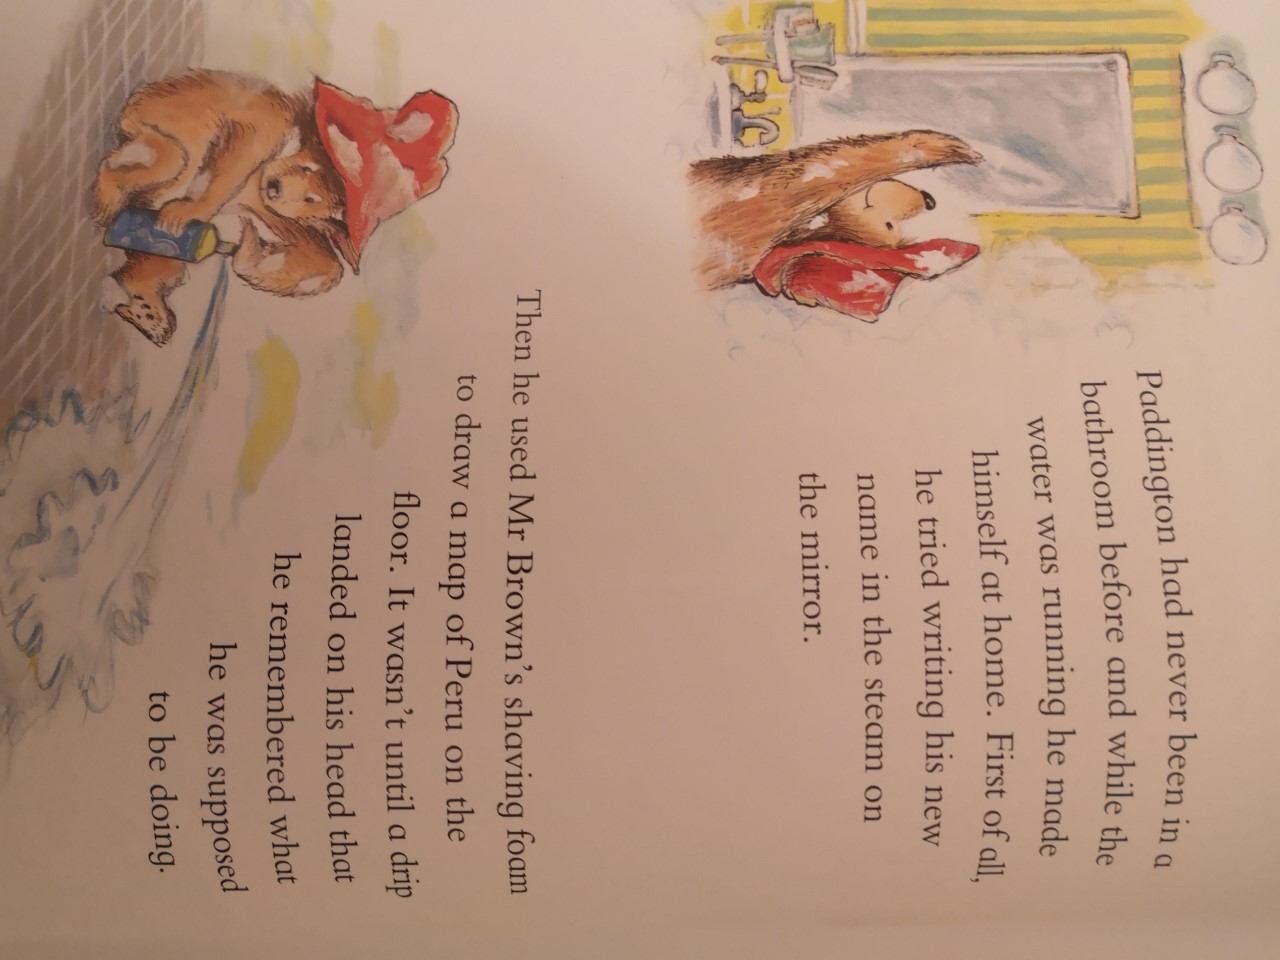 Paddington had never been in a
bathroom before and while the
water was running he made
himself at home. First of all,
he tried writing his new
name in the steam on
the mirror.
Then he used Mr Brown's shaving foam
to draw a map of Peru on the
floor. It wasn't until a drip
landed on his head that
he remembered what
he was supposed
to be doing.